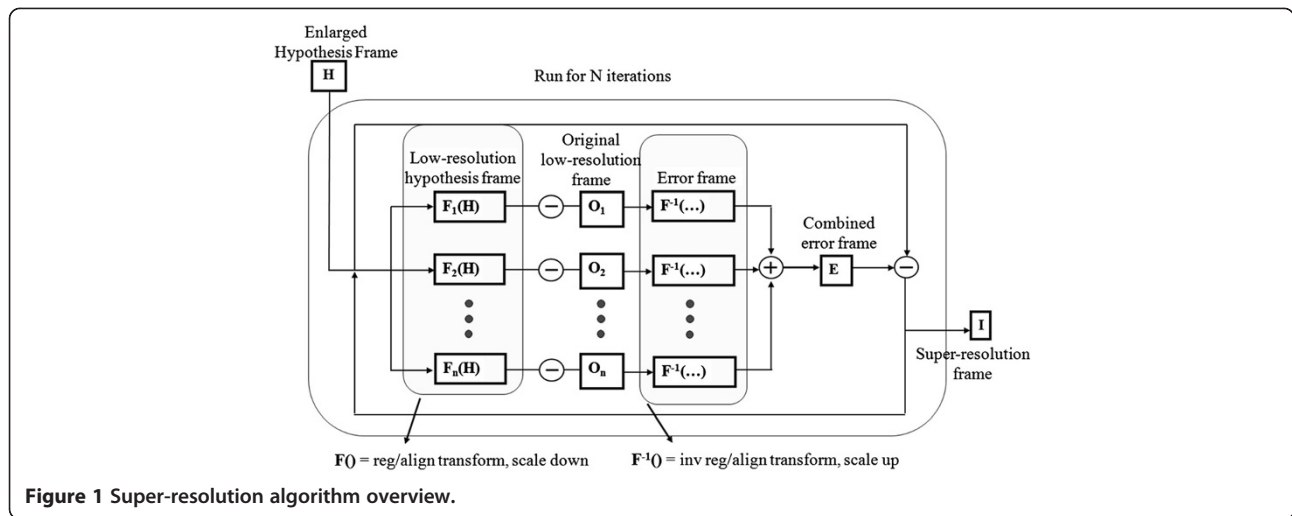 Enlarged
Hypothesis Frame
H
Run for N iterations
Low-resolution
hypothesis frame
Original
low-resolution
frame
Error frame
F₁(H)
−
O₁
F⁻¹(...)
Combined
error frame
F₂(H)
−
O₂
F⁻¹(...)
+
E
−
I
Super-resolution
frame
Fₙ(H)
−
Oₙ
F⁻¹(...)
F() = reg/align transform, scale down
F⁻¹() = inv reg/align transform, scale up
Figure 1 Super-resolution algorithm overview.